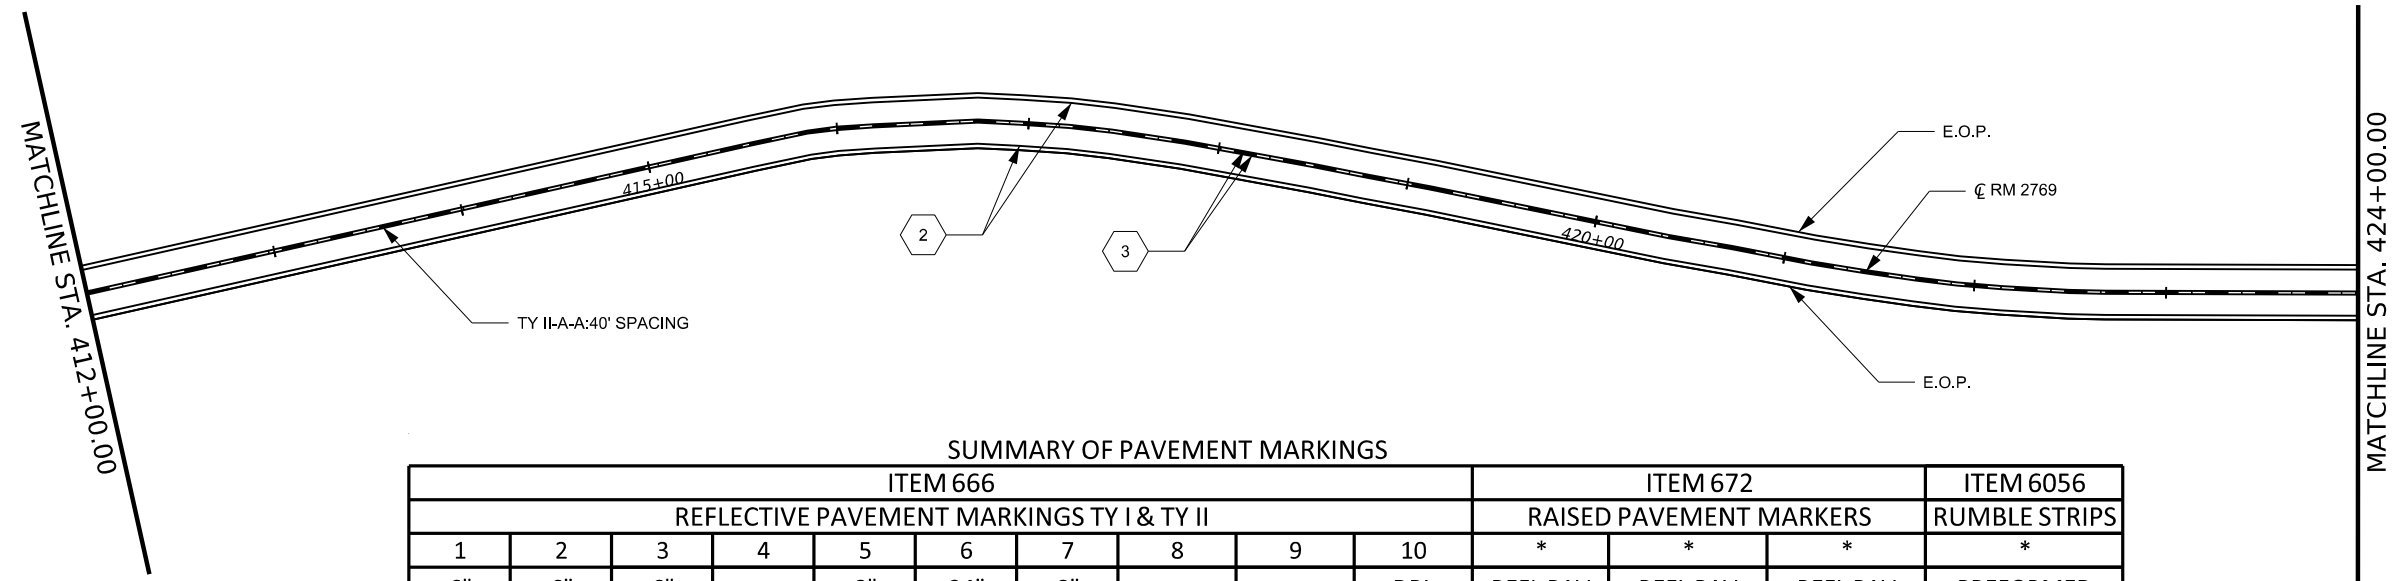 MATCHLINE STA. 412+00.00
415+00
420+00
E.O.P.
℄ RM 2769
2
3
TY II-A-A:40' SPACING
E.O.P.
MATCHLINE STA. 424+00.00
SUMMARY OF PAVEMENT MARKINGS
ITEM 666 ITEM 672 ITEM 6056
REFLECTIVE PAVEMENT MARKINGS TY I & TY II RAISED PAVEMENT MARKERS RUMBLE STRIPS
1 2 3 4 5 6 7 8 9 10 * * * *